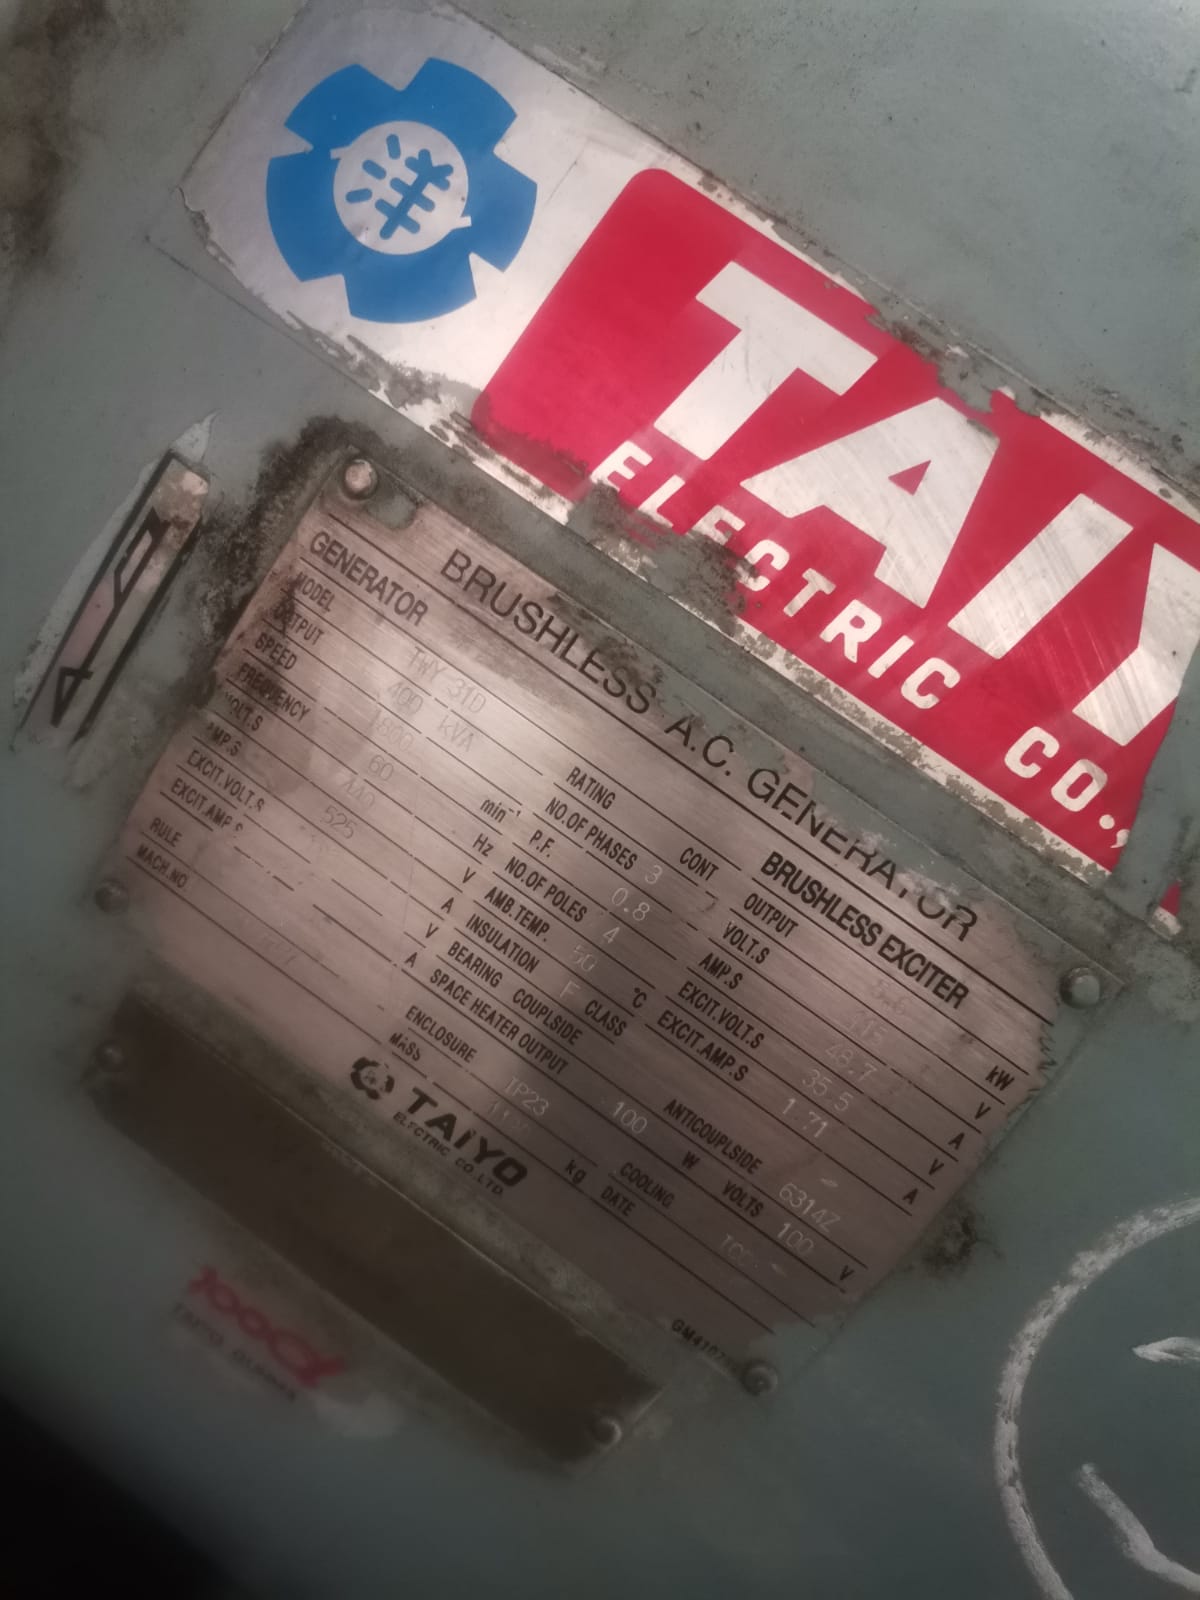 洋
TAIY
ELECTRIC CO.,
BRUSHLESS A.C. GENERATOR
GENERATOR
MODEL TWY 31D
OUTPUT 400 kVA
SPEED 1800 min⁻¹
FREQUENCY 60 Hz
VOLT.S 440 V
AMP.S 525 A
EXCIT.VOLT.S V
EXCIT.AMP.S A
RULE
MACH.NO
RATING CONT
NO.OF PHASES 3
P.F. 0.8
NO.OF POLES 4
AMB.TEMP. 50 °C
INSULATION F CLASS
BEARING COUPLSIDE ANTICOUPLSIDE 6314Z
SPACE HEATER OUTPUT 100 W VOLTS 100 V
ENCLOSURE IP23 COOLING
MASS kg DATE
BRUSHLESS EXCITER
OUTPUT kW
VOLT.S V
AMP.S 48.7 A
EXCIT.VOLT.S 35.5 V
EXCIT.AMP.S 1.71 A
TAIYO
ELECTRIC CO.,LTD.